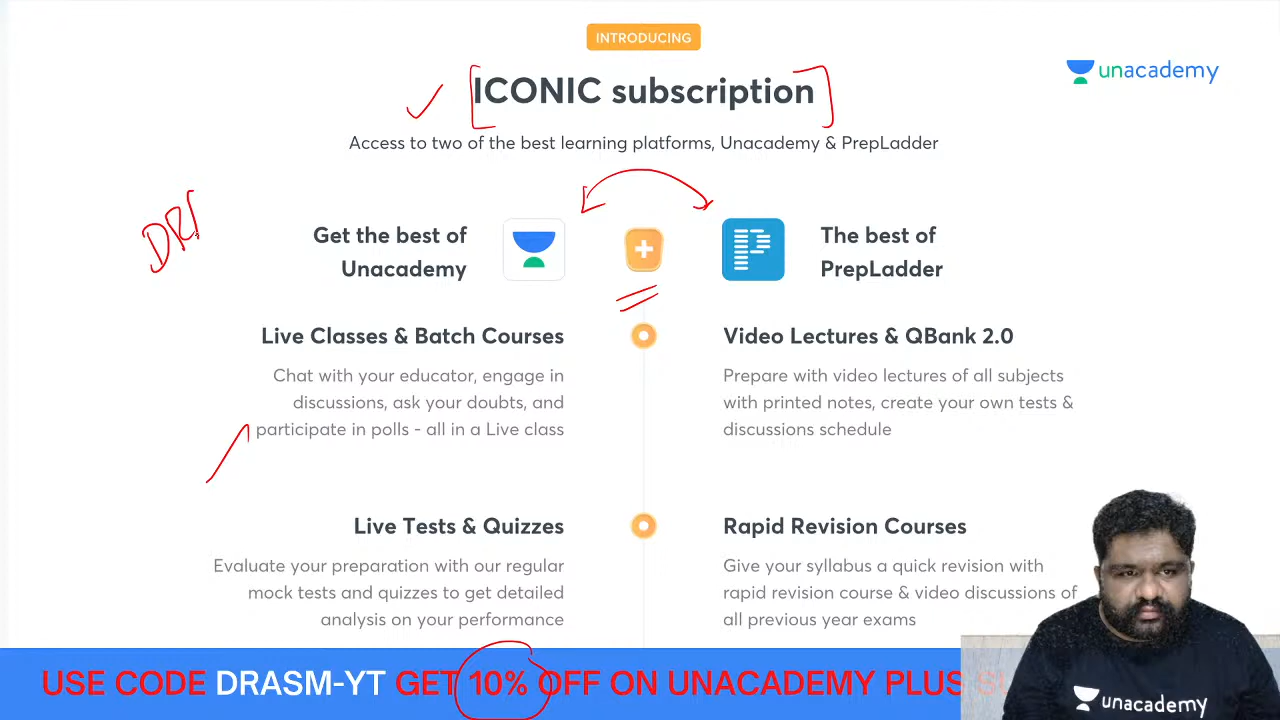 INTRODUCING
ICONIC subscription
unacademy
Access to two of the best learning platforms, Unacademy & PrepLadder
DRA
Get the best of
Unacademy
The best of
PrepLadder
Live Classes & Batch Courses
Chat with your educator, engage in
discussions, ask your doubts, and
participate in polls - all in a Live class
Video Lectures & QBank 2.0
Prepare with video lectures of all subjects
with printed notes, create your own tests &
discussions schedule
Live Tests & Quizzes
Evaluate your preparation with our regular
mock tests and quizzes to get detailed
analysis on your performance
Rapid Revision Courses
Give your syllabus a quick revision with
rapid revision course & video discussions of
all previous year exams
USE CODE DRASM-YT GET 10% OFF ON UNACADEMY PLUS
unacademy